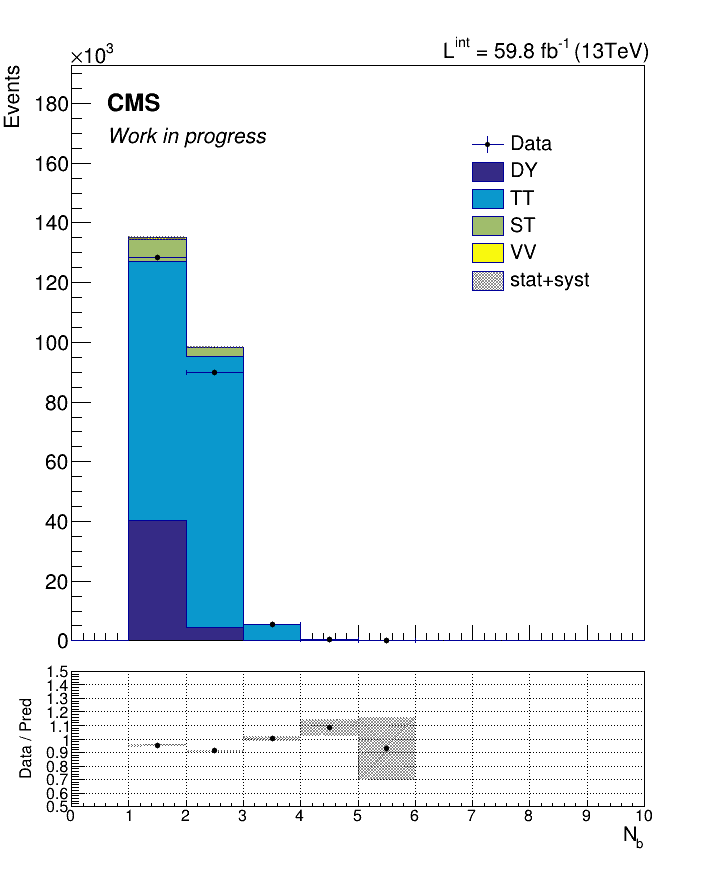 ×10³
L^int = 59.8 fb⁻¹ (13TeV)
Events
180
160
140
120
100
80
60
40
20
0
CMS
Work in progress
Data
DY
TT
ST
VV
stat+syst
Data / Pred
1.5
1.4
1.3
1.2
1.1
1
0.9
0.8
0.7
0.6
0.5
0 1 2 3 4 5 6 7 8 9 10
N_b